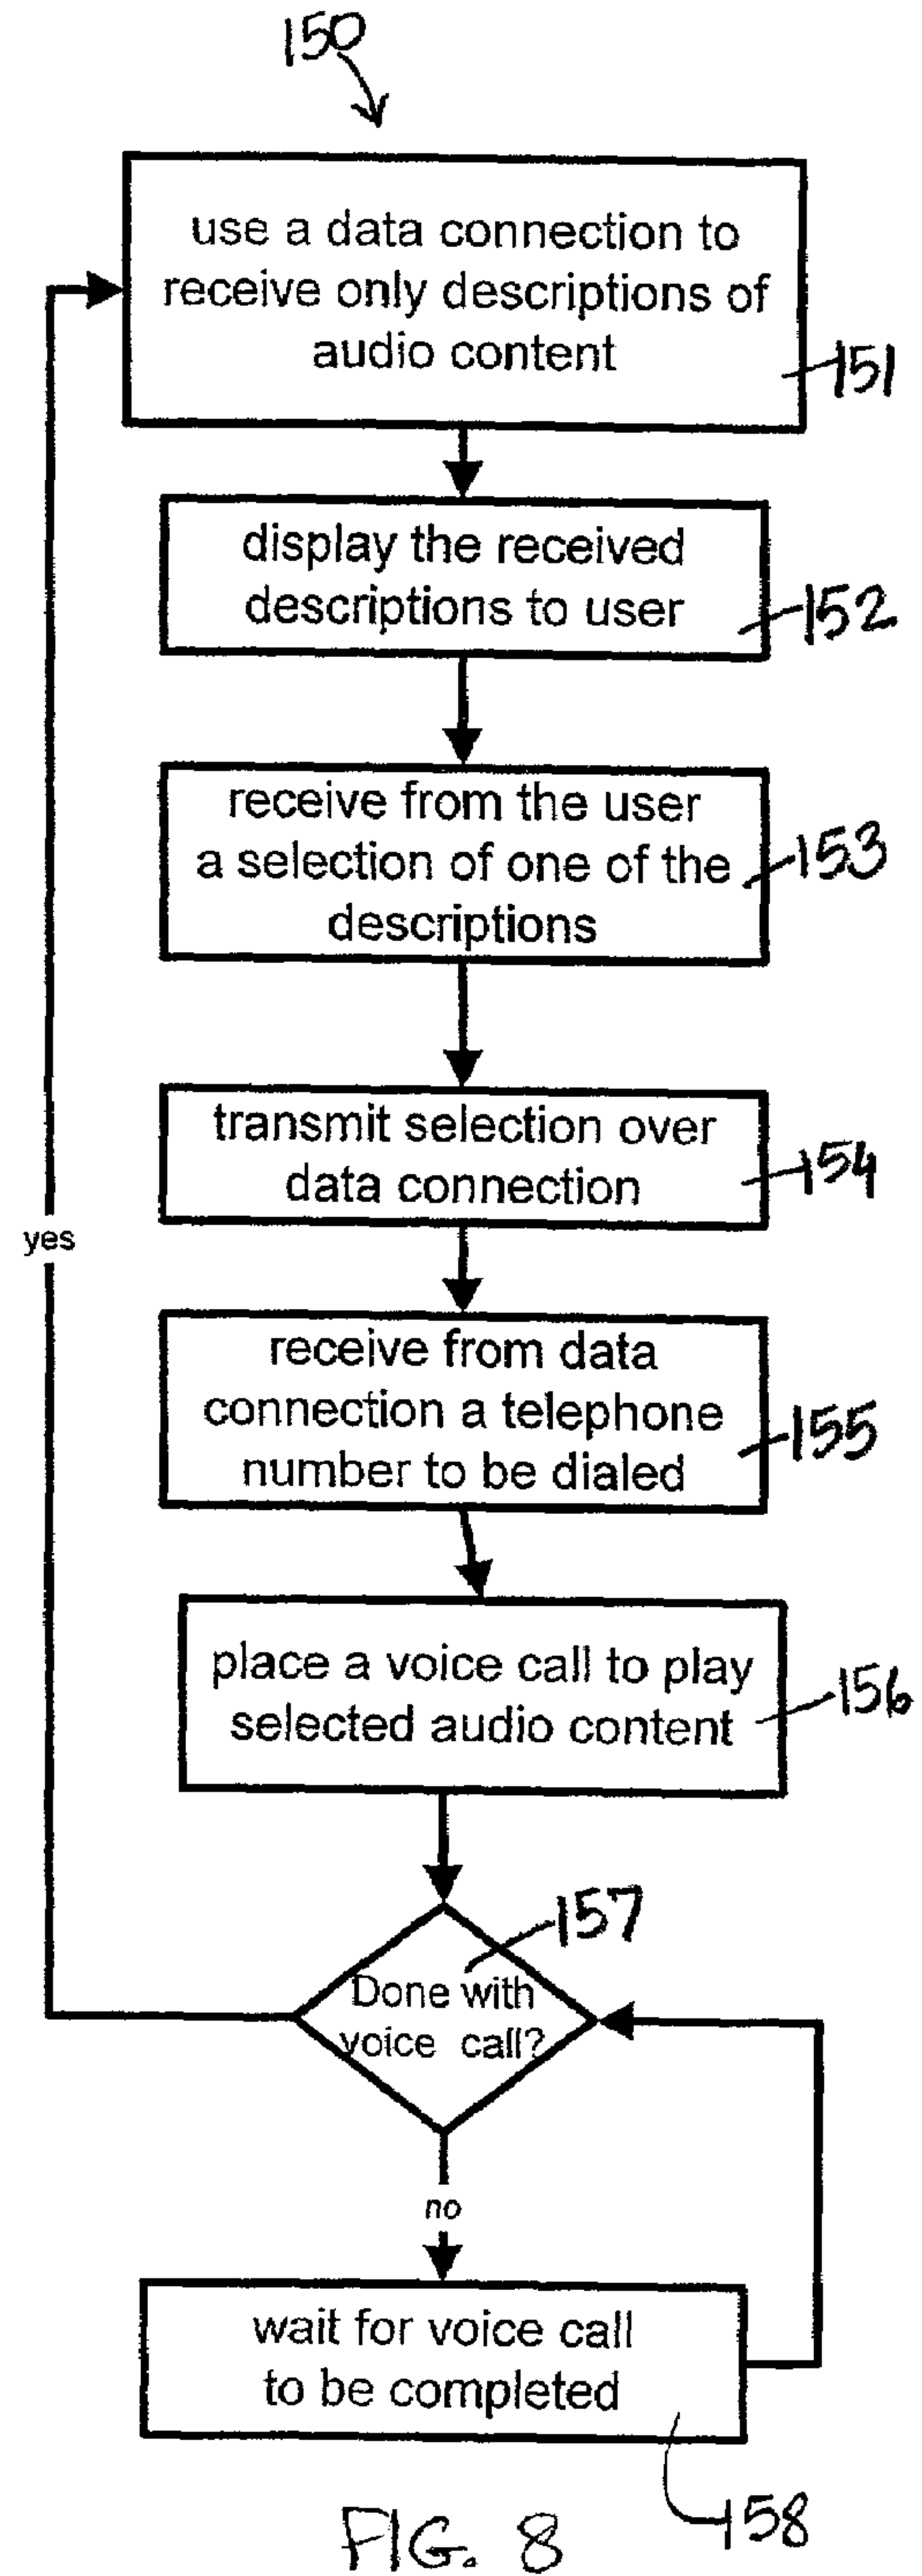 150
use a data connection to
receive only descriptions of
audio content
151
display the received
descriptions to user
152
receive from the user
a selection of one of the
descriptions
153
transmit selection over
data connection
154
yes
receive from data
connection a telephone
number to be dialed
155
place a voice call to play
selected audio content
156
157
Done with
voice call?
no
wait for voice call
to be completed
158
FIG. 8